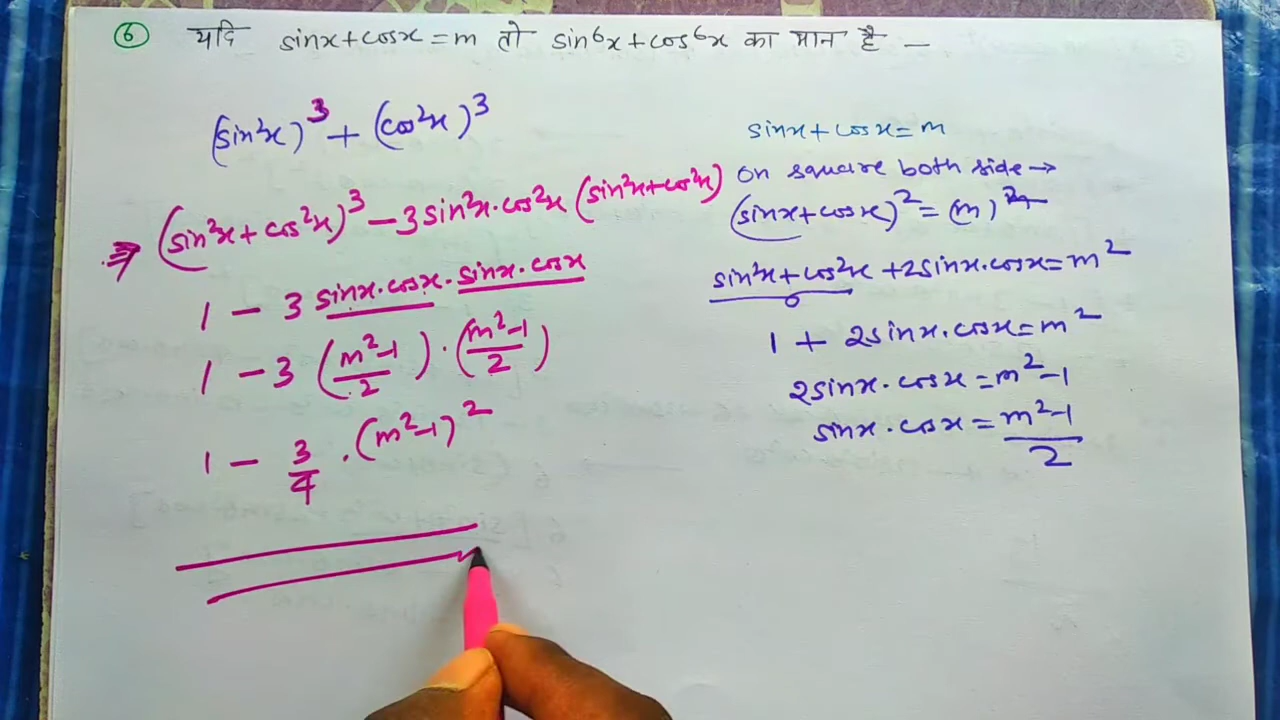 ⑥ यदि sinx+cosx=m तो sin⁶x+cos⁶x का मान है —
(sin²x)³+(cos²x)³
⇒ (sin²x+cos²x)³-3sin²x·cos²x(sin²x+cos²x)
1-3 sinx·cosx·sinx·cosx
1-3 (m²-1/2)·(m²-1/2)
1-3/4·(m²-1)²
sinx+cosx=m
on square both side→
(sinx+cosx)²=(m)²
sin²x+cos²x+2sinx·cosx=m²
1+2sinx·cosx=m²
2sinx·cosx=m²-1
sinx·cosx=m²-1/2